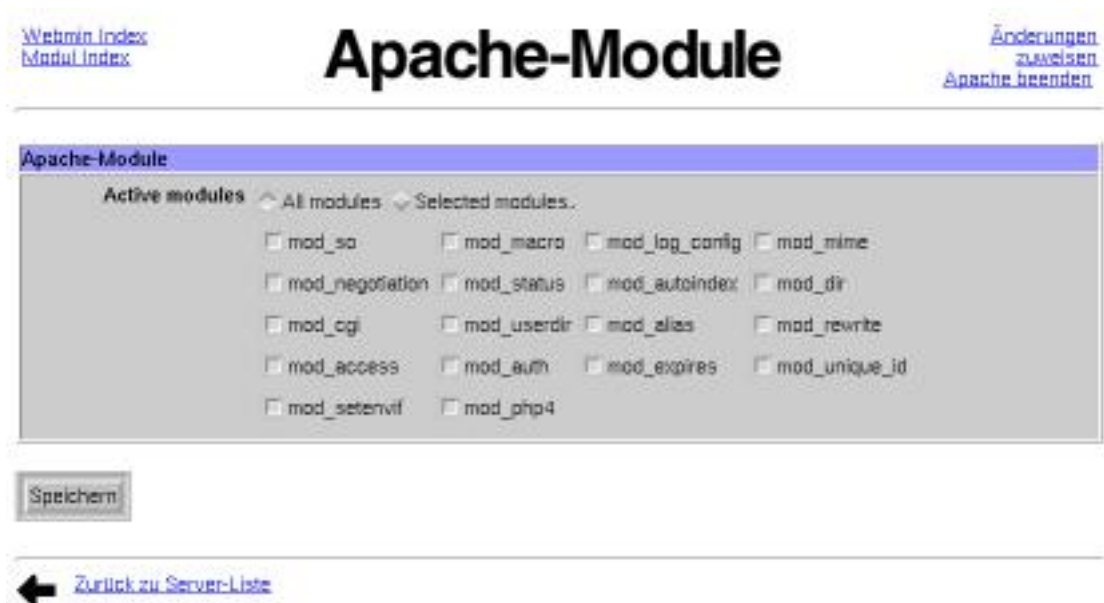 Webmin Index
Modul Index
Apache-Module
Änderungen
zuweisen
Apache beenden
Apache-Module
Active modules All modules Selected modules..
mod_so mod_macro mod_log_config mod_mime
mod_negotiation mod_status mod_autoindex mod_dir
mod_cgi mod_userdir mod_alias mod_rewrite
mod_access mod_auth mod_expires mod_unique_id
mod_setenvif mod_php4
Speichern
Zurück zu Server-Liste